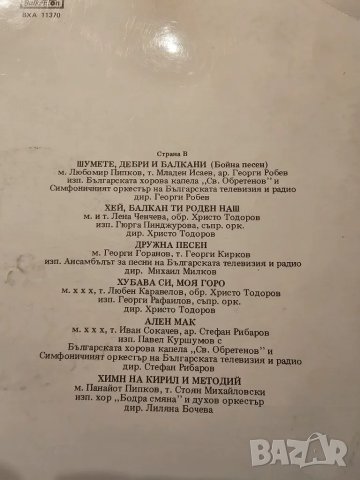 Балкантон
ВХА 11370
Страна В
ШУМЕТЕ, ДЕБРИ И БАЛКАНИ (Бойна песен)
м. Любомир Пипков, т. Младен Исаев, ар. Георги Робев
изп. Българската хорова капела „Св. Обретенов" и
Симфоничният оркестър на Българската телевизия и радио
дир. Георги Робев
ХЕЙ, БАЛКАН ТИ РОДЕН НАШ
м. и т. Лена Ченчева, обр. Христо Тодоров
изп. Гюрга Пинджурова, съпр. орк.
дир. Христо Тодоров
ДРУЖНА ПЕСЕН
м. Георги Горанов, т. Георги Кирков
изп. Ансамбълът за песни на Българската телевизия и радио
дир. Михаил Милков
ХУБАВА СИ, МОЯ ГОРО
м. х х х, т. Любен Каравелов, обр. Христо Тодоров
изп. Георги Рафаилов, съпр. орк.
дир. Христо Тодоров
АЛЕН МАК
м. х х х, т. Иван Сокачев, ар. Стефан Рибаров
изп. Павел Куршумов с
Българската хорова капела „Св. Обретенов" и
Симфоничният оркестър на Българската телевизия и радио
дир. Стефан Рибаров
ХИМН НА КИРИЛ И МЕТОДИЙ
м. Панайот Пипков, т. Стоян Михайловски
изп. хор „Бодра смяна" и духов оркестър
дир. Лиляна Бочева
BAZAR
bg